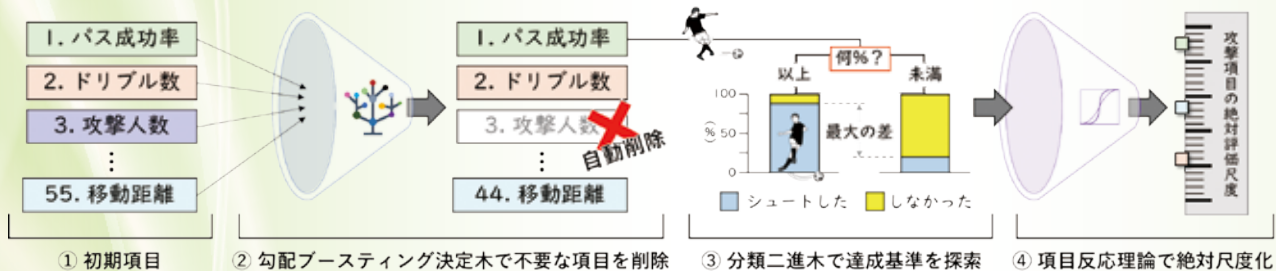 1. パス成功率
2. ドリブル数
3. 攻撃人数
⋮
55. 移動距離
① 初期項目
1. パス成功率
2. ドリブル数
3. 攻撃人数
自動削除
⋮
44. 移動距離
② 勾配ブースティング決定木で不要な項目を削除
何%？
以上
未満
100
(%) 50
0
最大の差
シュートした
しなかった
③ 分類二進木で達成基準を探索
攻撃項目の絶対評価尺度
④ 項目反応理論で絶対尺度化